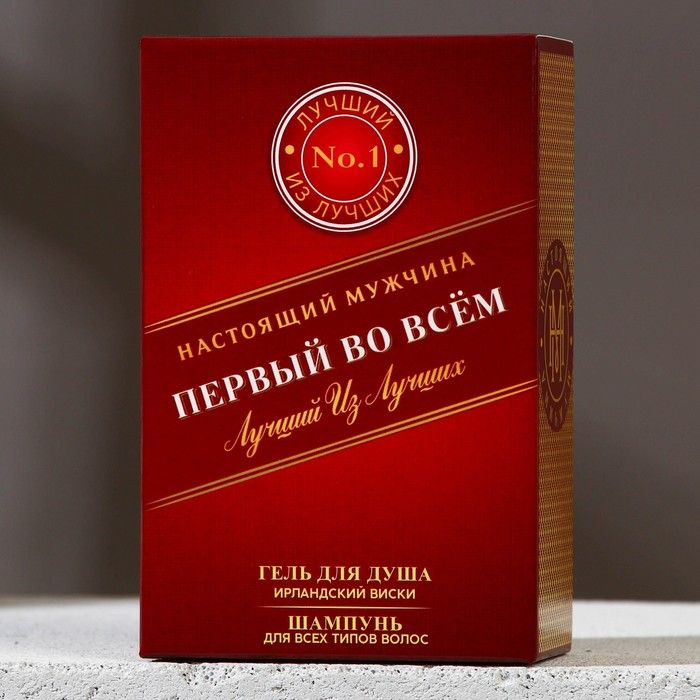 ЛУЧШИЙ
No.1
ИЗ ЛУЧШИХ
НАСТОЯЩИЙ МУЖЧИНА
ПЕРВЫЙ ВО ВСЁМ
Лучший Из Лучших
ГЕЛЬ ДЛЯ ДУША
ИРЛАНДСКИЙ ВИСКИ
ШАМПУНЬ
ДЛЯ ВСЕХ ТИПОВ ВОЛОС